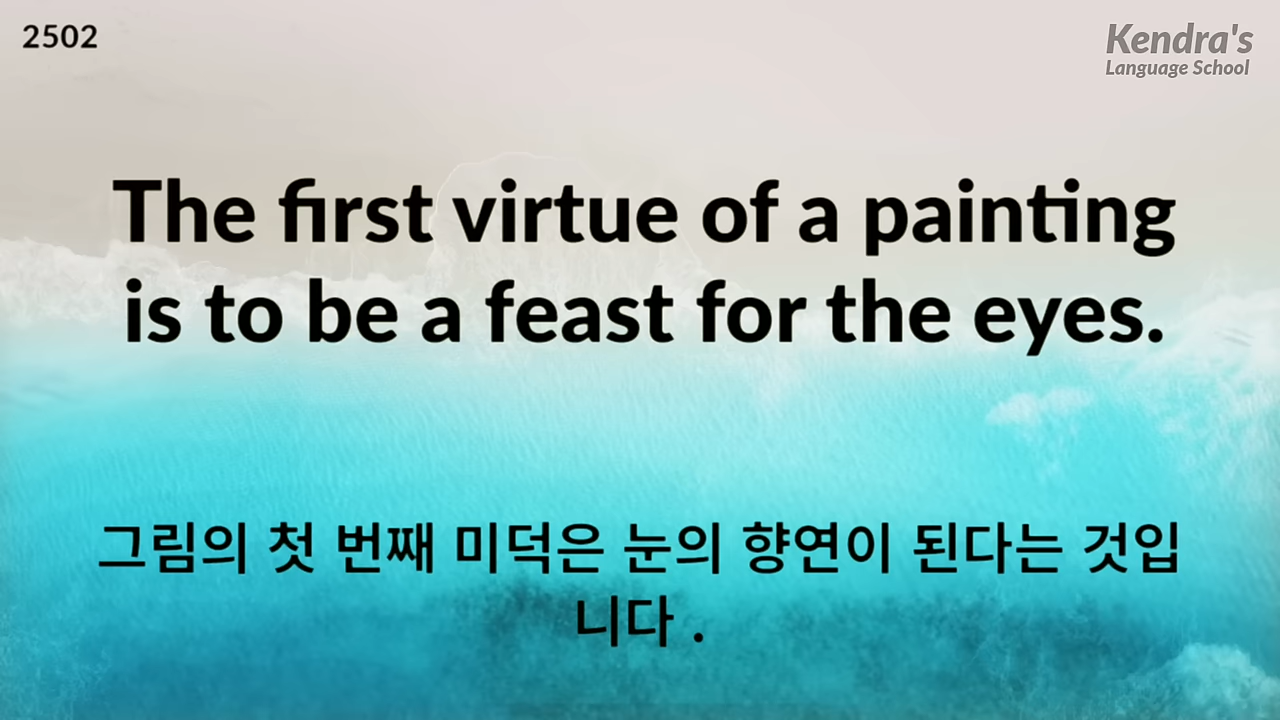 2502
Kendra's
Language School
The first virtue of a painting
is to be a feast for the eyes.
그림의 첫 번째 미덕은 눈의 향연이 된다는 것입
니다 .